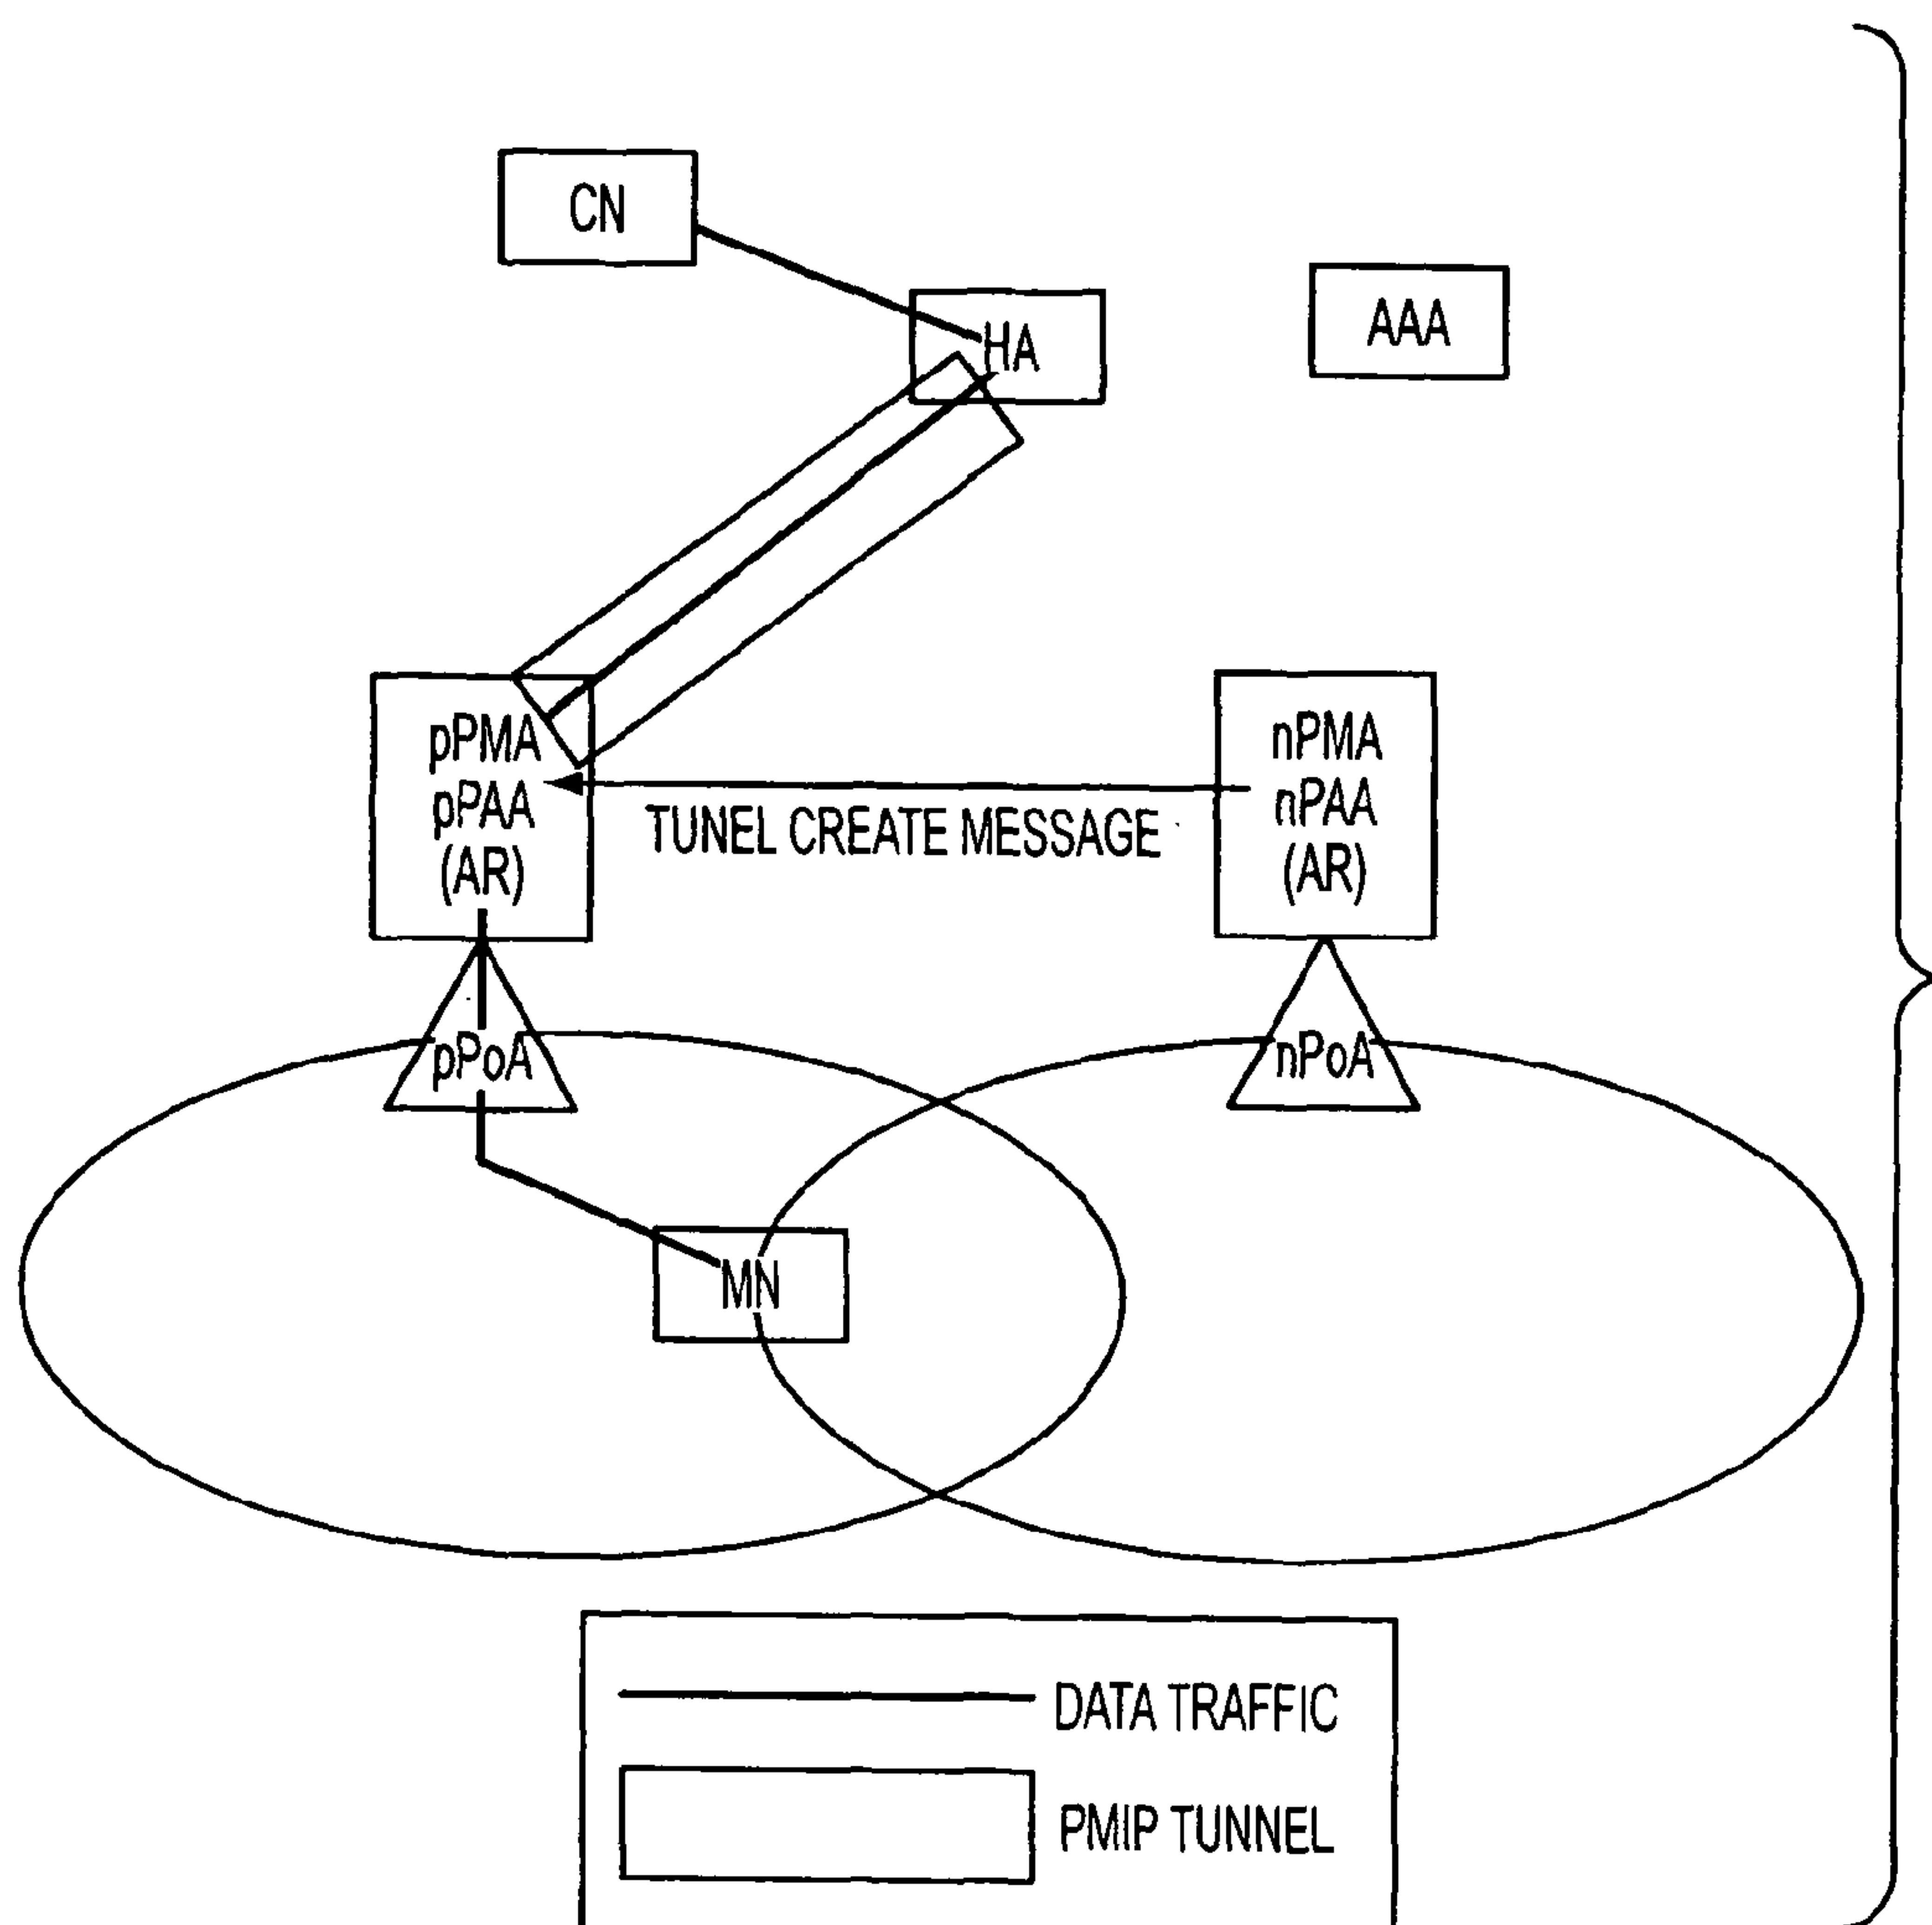 CN
HA
AAA
pPMA
pPAA
(AR)
TUNEL CREATE MESSAGE
nPMA
nPAA
(AR)
pPoA
nPoA
MN
DATA TRAFFIC
PMIP TUNNEL